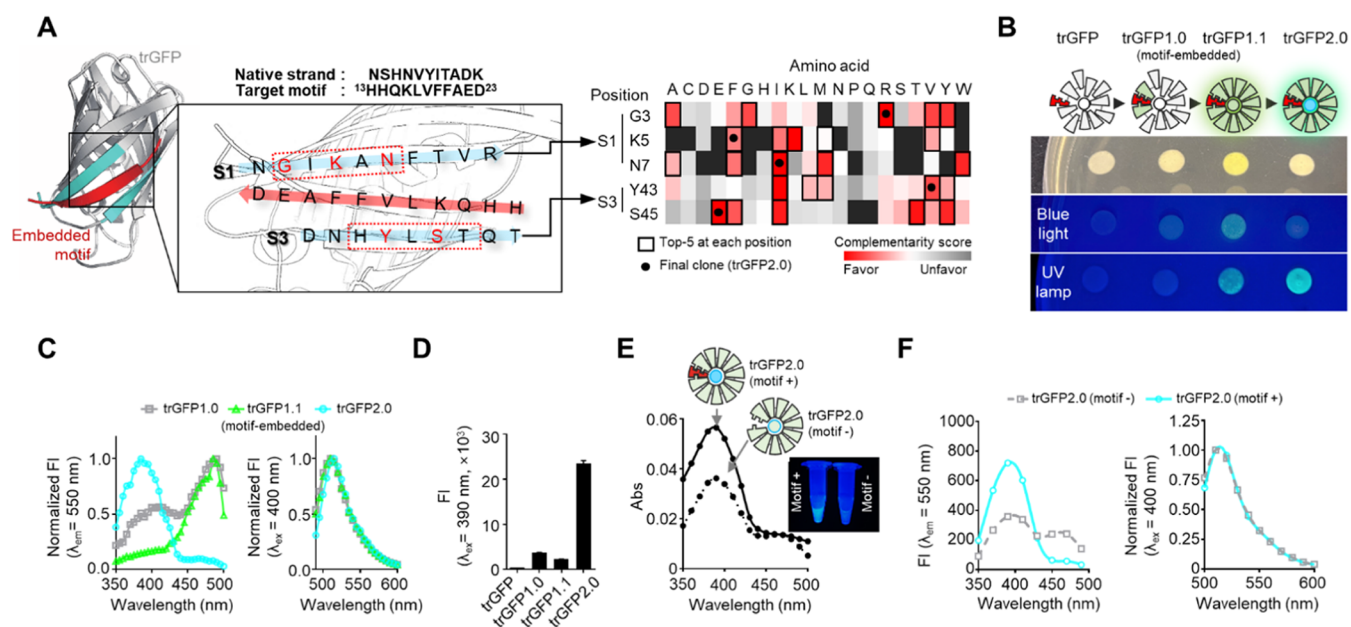 A
trGFP
Native strand : NSHNVYITADK
Target motif : ¹³HHQKLVFFAED²³
Embedded
motif
S1 N G I K A N F T V R
D E A F F V L K Q H H
S3 D N H Y L S T Q T
Amino acid
Position A C D E F G H I K L M N P Q R S T V Y W
S1
G3
K5
N7
S3
Y43
S45
Top-5 at each position
Final clone (trGFP2.0)
Complementarity score
Favor Unfavor
B
trGFP trGFP1.0 trGFP1.1 trGFP2.0
(motif-embedded)
Blue
light
UV
lamp
C
trGFP1.0 trGFP1.1 trGFP2.0
(motif-embedded)
Normalized FI
(λem= 550 nm)
1.0
0.5
0.0
350 400 450 500
Wavelength (nm)
Normalized FI
(λex = 400 nm)
1.0
0.5
0.0
500 550 600
Wavelength (nm)
D
FI
(λex= 390 nm, ×10³)
30
20
10
0
trGFP
trGFP1.0
trGFP1.1
trGFP2.0
E
trGFP2.0
(motif +)
trGFP2.0
(motif -)
Motif +
Motif -
Abs
0.06
0.04
0.02
0.00
350 400 450 500
Wavelength (nm)
F
trGFP2.0 (motif -) trGFP2.0 (motif +)
FI (λem = 550 nm)
1000
800
600
400
200
0
350 400 450 500
Wavelength (nm)
Normalized FI
(λex = 400 nm)
1.25
1.00
0.75
0.50
0.25
0.00
500 550 600
Wavelength (nm)